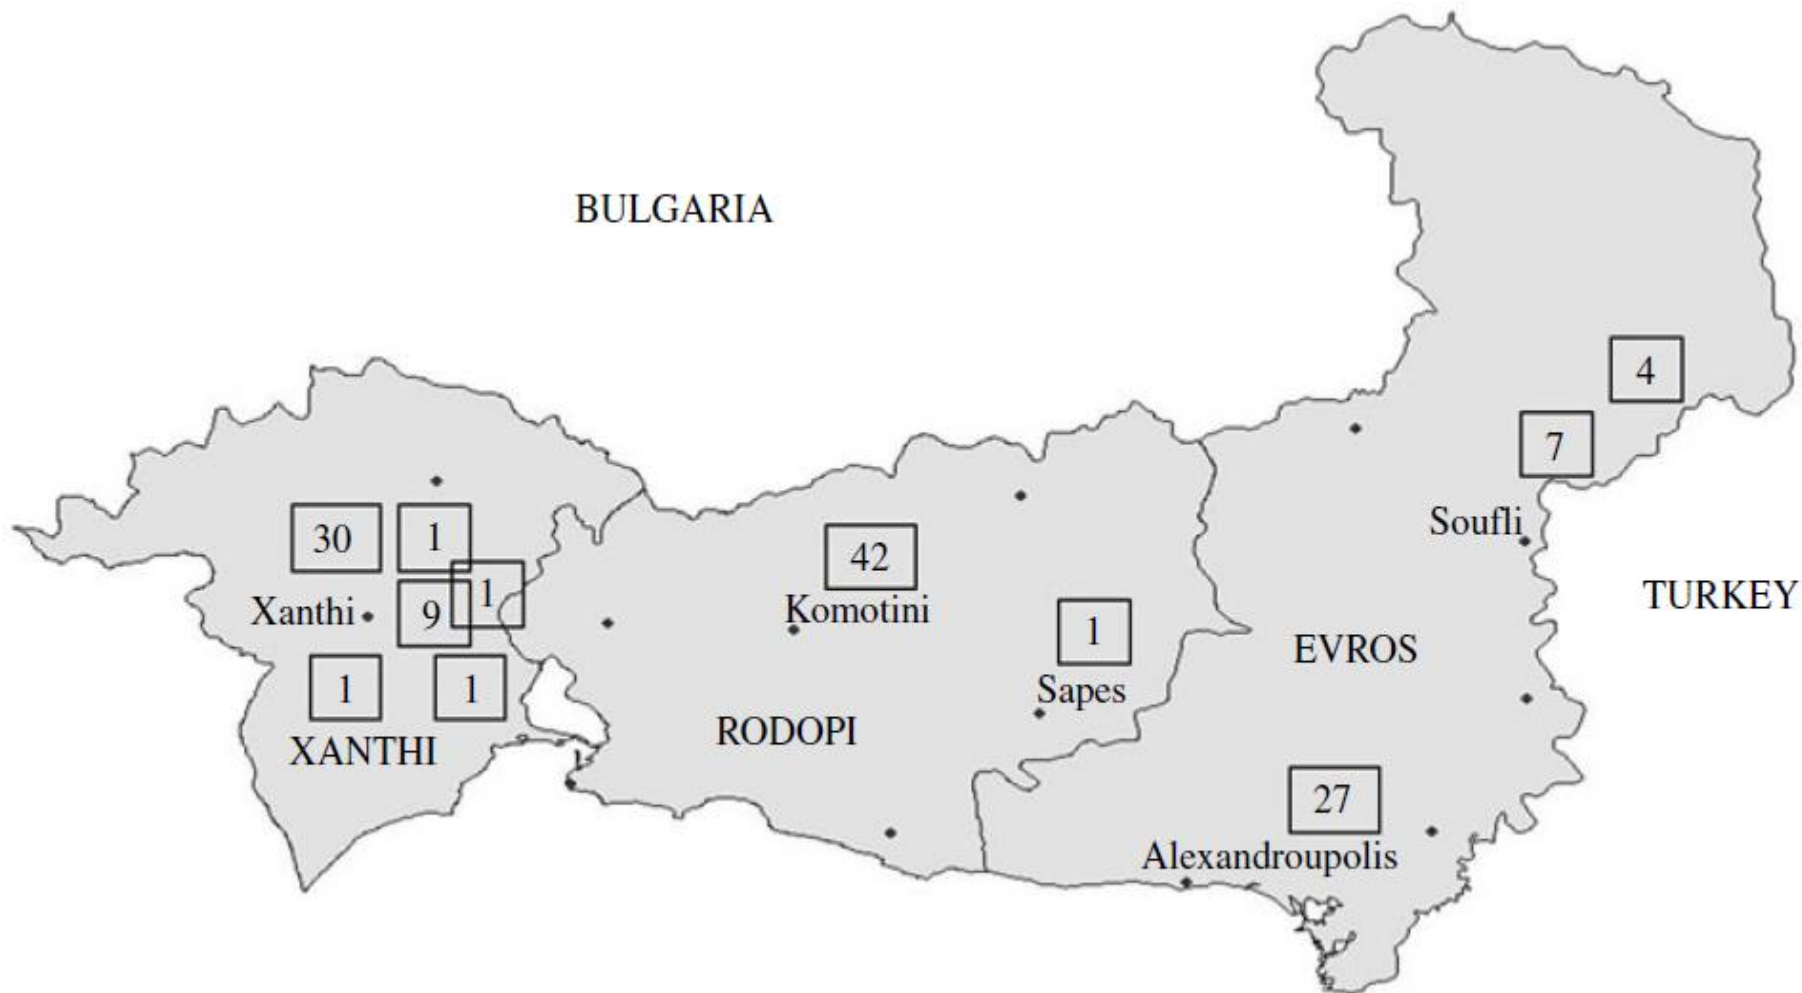 BULGARIA
4
7
Soufli
30
1
42
TURKEY
1
Xanthi
9
Komotini
1
EVROS
1
1
Sapes
RODOPI
XANTHI
27
Alexandroupolis